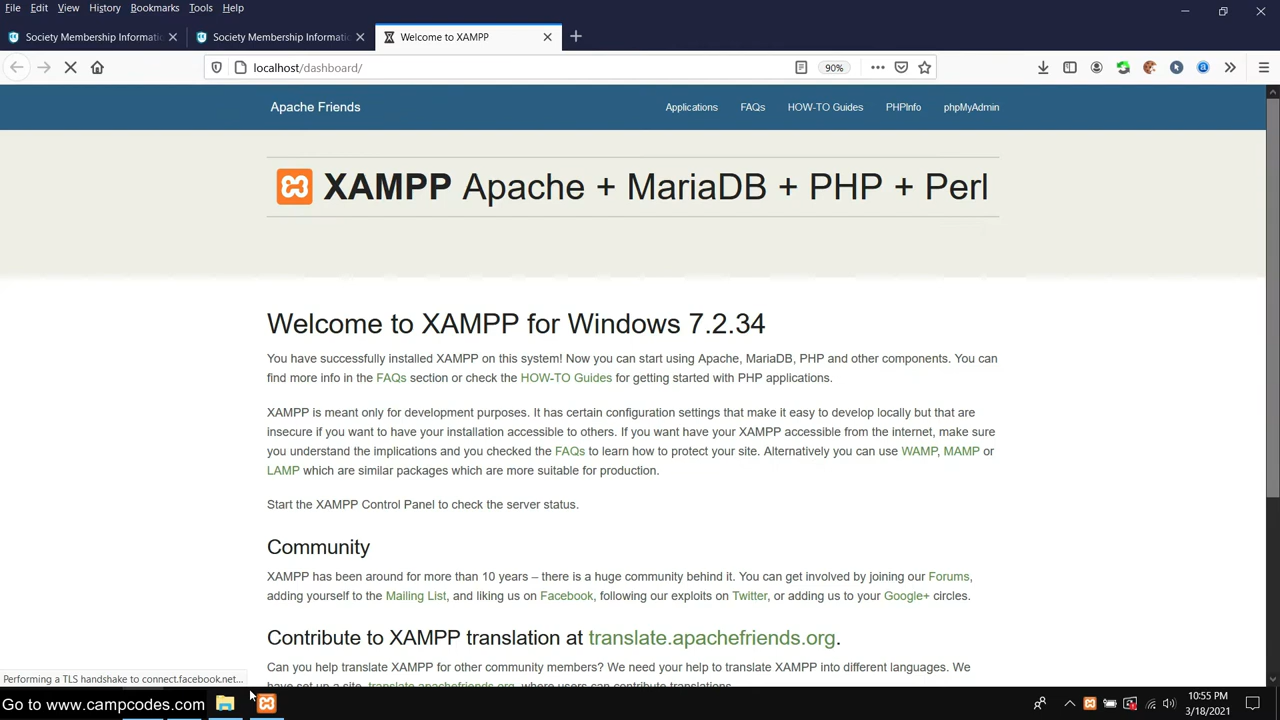 File Edit View History Bookmarks Tools Help
Society Membership Informati
Society Membership Informati
Welcome to XAMPP
localhost/dashboard/
90%
Apache Friends
Applications FAQs HOW-TO Guides PHPInfo phpMyAdmin
XAMPP Apache + MariaDB + PHP + Perl
Welcome to XAMPP for Windows 7.2.34
You have successfully installed XAMPP on this system! Now you can start using Apache, MariaDB, PHP and other components. You can
find more info in the FAQs section or check the HOW-TO Guides for getting started with PHP applications.
XAMPP is meant only for development purposes. It has certain configuration settings that make it easy to develop locally but that are
insecure if you want to have your installation accessible to others. If you want have your XAMPP accessible from the internet, make sure
you understand the implications and you checked the FAQs to learn how to protect your site. Alternatively you can use WAMP, MAMP or
LAMP which are similar packages which are more suitable for production.
Start the XAMPP Control Panel to check the server status.
Community
XAMPP has been around for more than 10 years – there is a huge community behind it. You can get involved by joining our Forums,
adding yourself to the Mailing List, and liking us on Facebook, following our exploits on Twitter, or adding us to your Google+ circles.
Contribute to XAMPP translation at translate.apachefriends.org.
Can you help translate XAMPP for other community members? We need your help to translate XAMPP into different languages. We
have set up a site, translate.apachefriends.org, where users can contribute translations.
Performing a TLS handshake to connect.facebook.net...
Go to www.campcodes.com
10:55 PM
3/18/2021